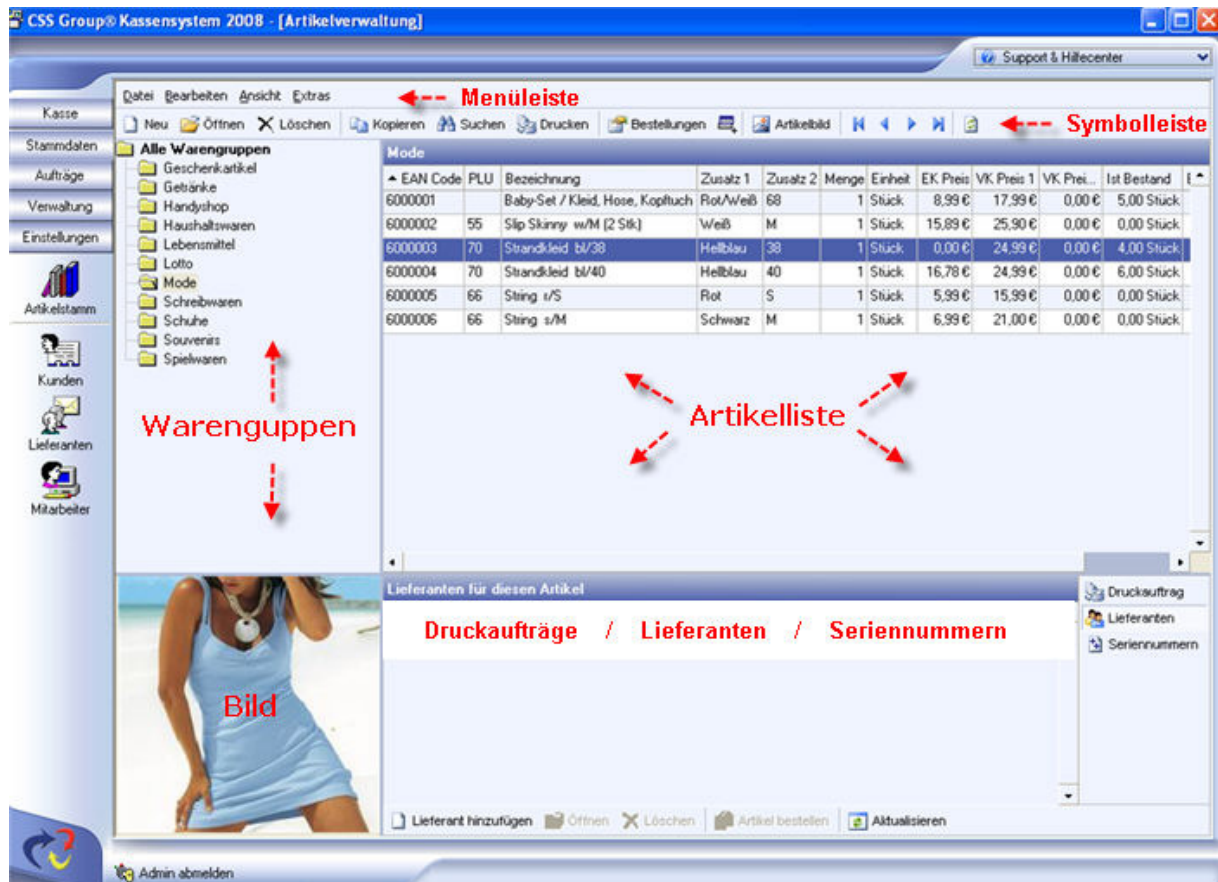 CSS Group® Kassensystem 2008 - [Artikelverwaltung]
Support & Hilfecenter
Datei Bearbeiten Ansicht Extras
Menüleiste
Neu Öffnen Löschen Kopieren Suchen Drucken Bestellungen Artikelbild
Symbolleiste
Kasse
Stammdaten
Aufträge
Verwaltung
Einstellungen
Artikelstamm
Kunden
Lieferanten
Mitarbeiter
Alle Warengruppen
Geschenkartikel
Getränke
Handyshop
Haushaltswaren
Lebensmittel
Lotto
Mode
Schreibwaren
Schuhe
Souvenirs
Spielwaren
Warenguppen
Mode
EAN Code PLU Bezeichnung Zusatz 1 Zusatz 2 Menge Einheit EK Preis VK Preis 1 VK Prei... Ist Bestand
6000001 Baby-Set / Kleid, Hose, Kopftuch Rot/Weiß 68 1 Stück 8,99 € 17,99 € 0,00 € 5,00 Stück
6000002 55 Slip Skinny w/M (2 Stk.) Weiß M 1 Stück 15,89 € 25,90 € 0,00 € 0,00 Stück
6000003 70 Strandkleid bl/38 Hellblau 38 1 Stück 0,00 € 24,99 € 0,00 € 4,00 Stück
6000004 70 Strandkleid bl/40 Hellblau 40 1 Stück 16,78 € 24,99 € 0,00 € 6,00 Stück
6000005 66 String r/S Rot S 1 Stück 5,99 € 15,99 € 0,00 € 0,00 Stück
6000006 66 String s/M Schwarz M 1 Stück 6,99 € 21,00 € 0,00 € 0,00 Stück
Artikelliste
Bild
Lieferanten für diesen Artikel
Druckaufträge / Lieferanten / Seriennummern
Druckauftrag
Lieferanten
Seriennummern
Lieferant hinzufügen Öffnen Löschen Artikel bestellen Aktualisieren
Admin abmelden